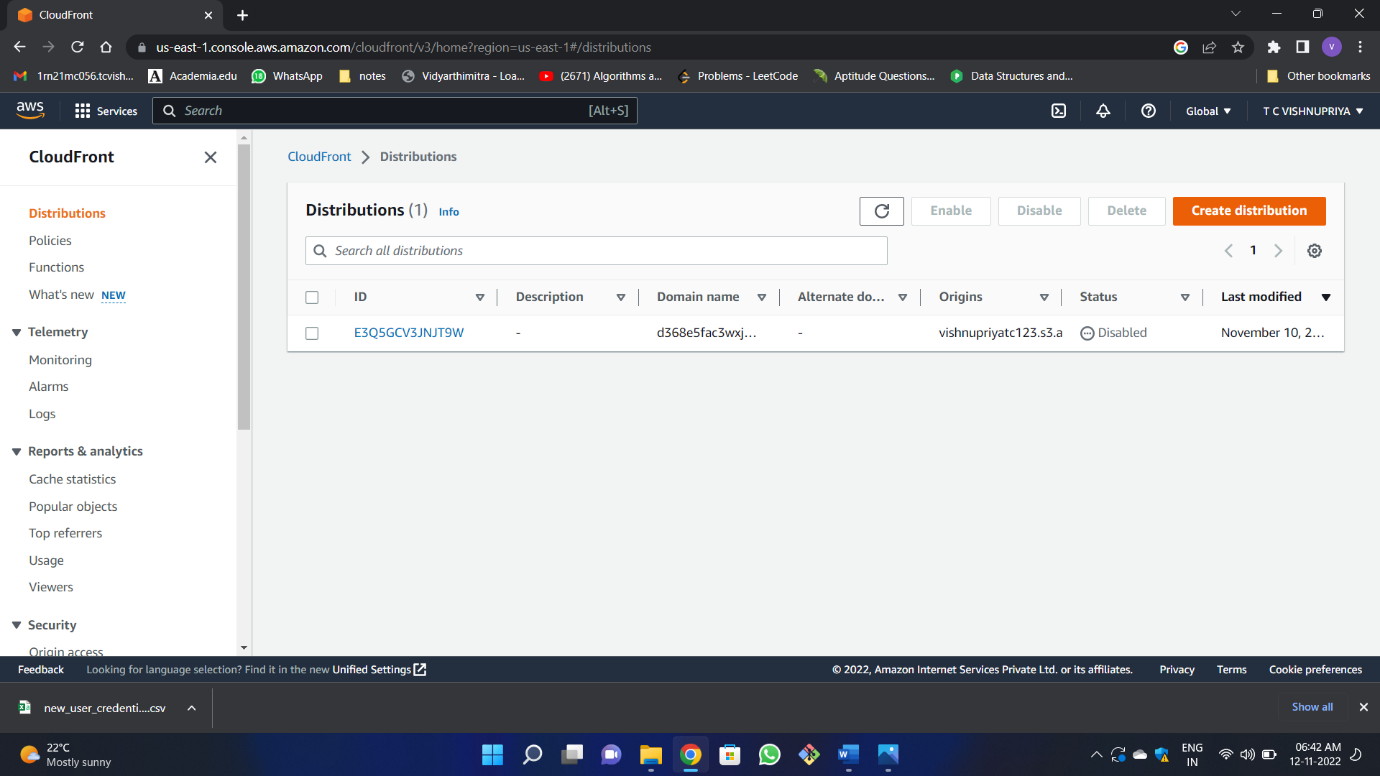 CloudFront
us-east-1.console.aws.amazon.com/cloudfront/v3/home?region=us-east-1#/distributions
V
1rn21mc056.tcvish... Academia.edu WhatsApp notes Vidyarthimitra - Loa... (2671) Algorithms a... Problems - LeetCode Aptitude Questions... Data Structures and... Other bookmarks
aws Services Search [Alt+S] Global T C VISHNUPRIYA
CloudFront
Distributions
Policies
Functions
What's new NEW
Telemetry
Monitoring
Alarms
Logs
Reports & analytics
Cache statistics
Popular objects
Top referrers
Usage
Viewers
Security
Origin access
CloudFront > Distributions
Distributions (1) Info Enable Disable Delete Create distribution
Search all distributions 1
ID Description Domain name Alternate do... Origins Status Last modified
E3Q5GCV3JNJT9W - d368e5fac3wxj... - vishnupriyatc123.s3.a Disabled November 10, 2...
Feedback Looking for language selection? Find it in the new Unified Settings © 2022, Amazon Internet Services Private Ltd. or its affiliates. Privacy Terms Cookie preferences
new_user_credenti....csv Show all
22°C
Mostly sunny
ENG
IN
06:42 AM
12-11-2022